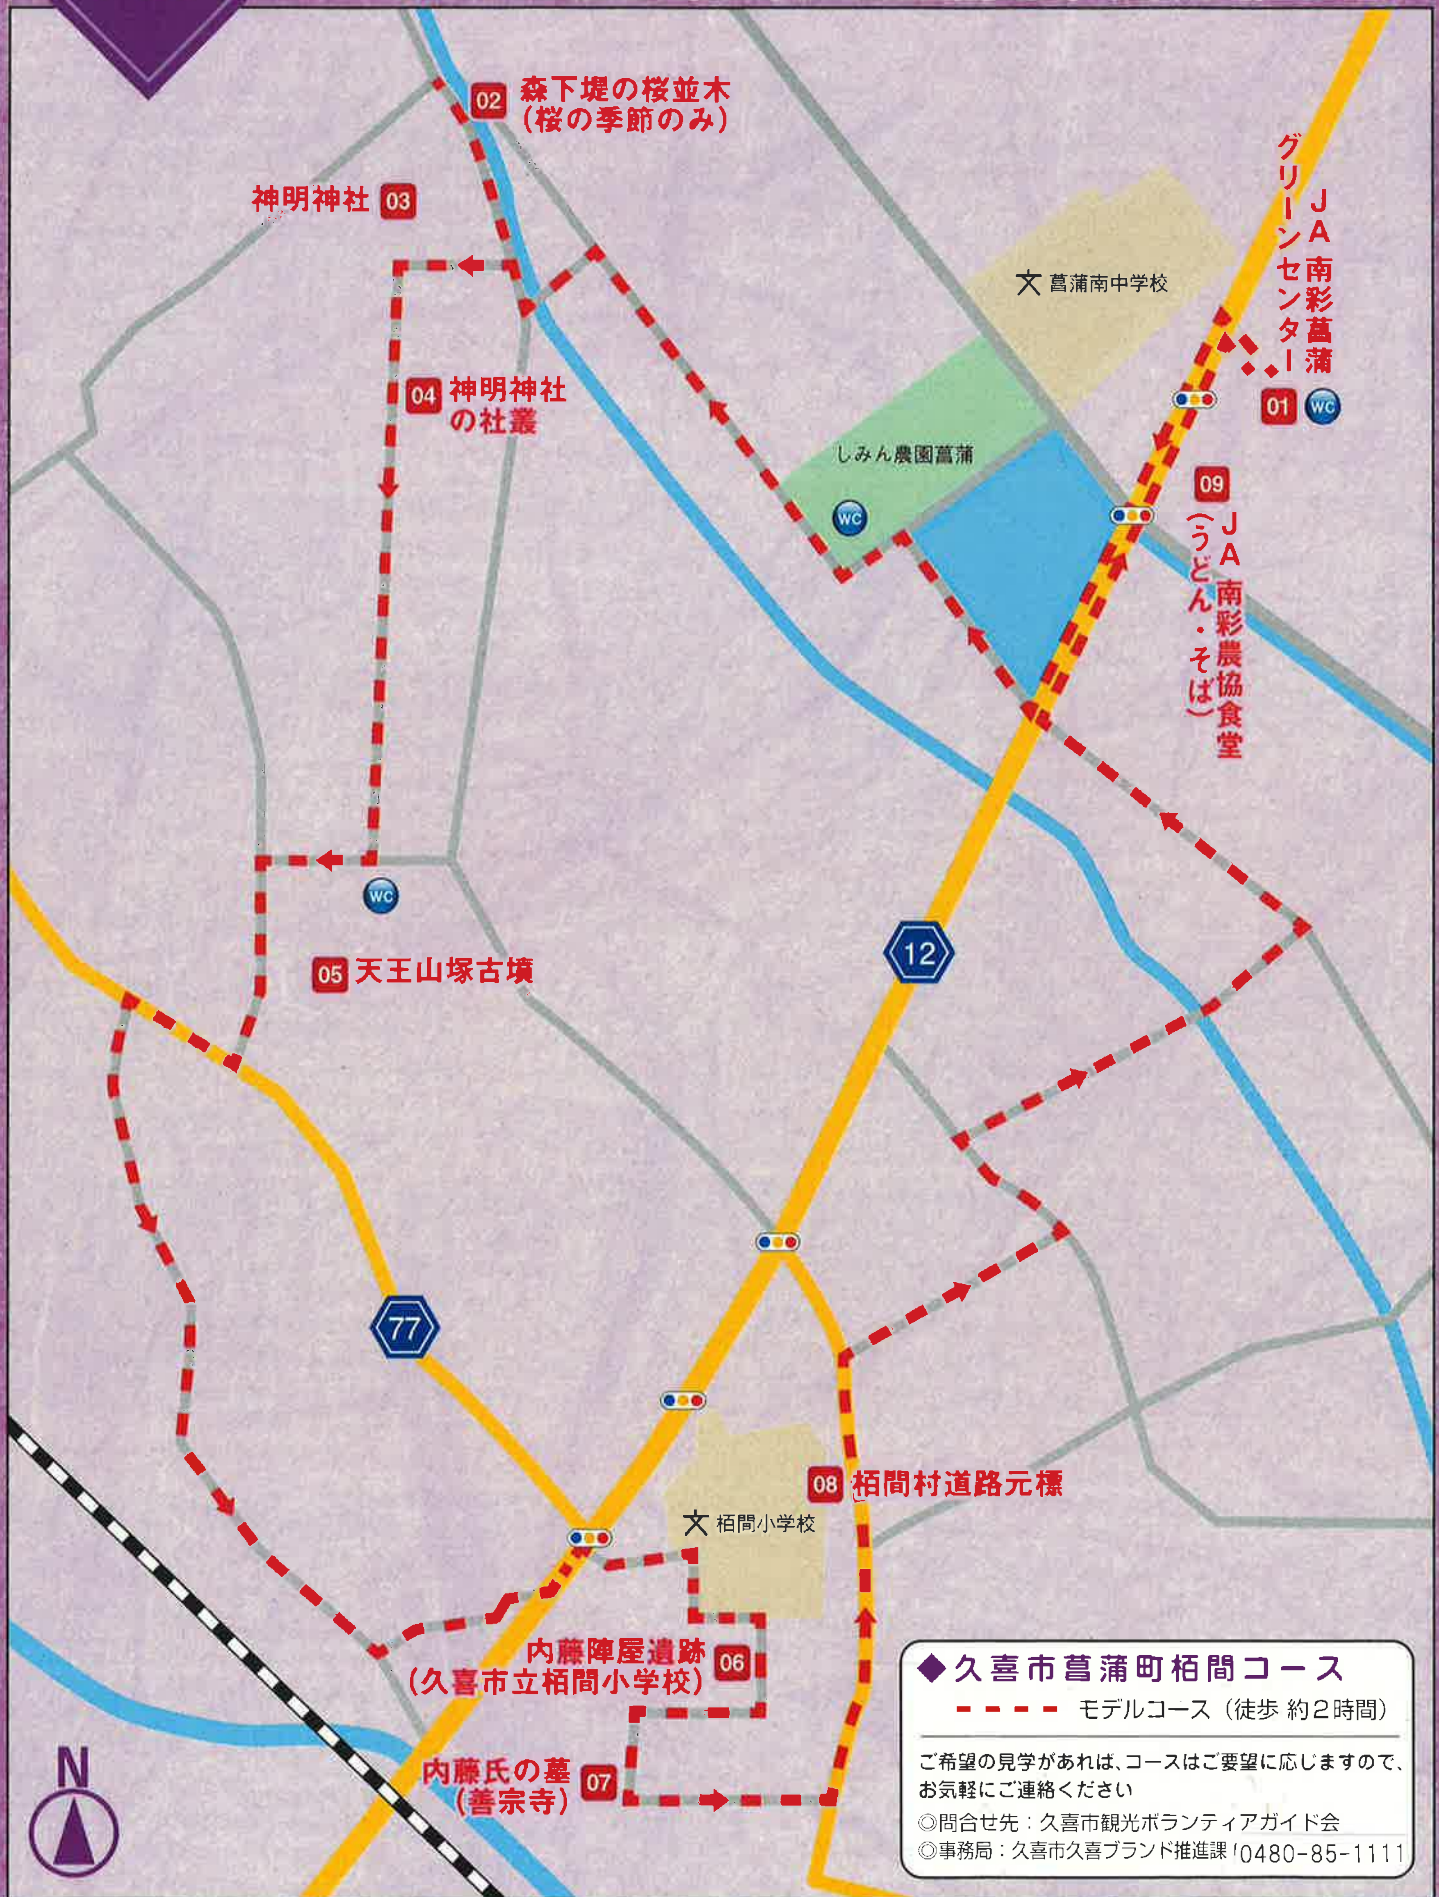 02 森下堤の桜並木
(桜の季節のみ)
神明神社 03
JA南彩菖蒲
グリーンセンター
文 菖蒲南中学校
04 神明神社
の社叢
01 WC
しみん農園菖蒲
WC
09
JA南彩農協食堂
(うどん・そば)
WC
12
05 天王山塚古墳
77
08 栢間村道路元標
文 栢間小学校
内藤陣屋遺跡 06
(久喜市立栢間小学校)
内藤氏の墓 07
(善宗寺)
N
◆久喜市菖蒲町栢間コース
モデルコース(徒歩 約2時間)
ご希望の見学があれば、コースはご要望に応じますので、
お気軽にご連絡ください
◎問合せ先:久喜市観光ボランティアガイド会
◎事務局:久喜市久喜ブランド推進課 0480-85-1111